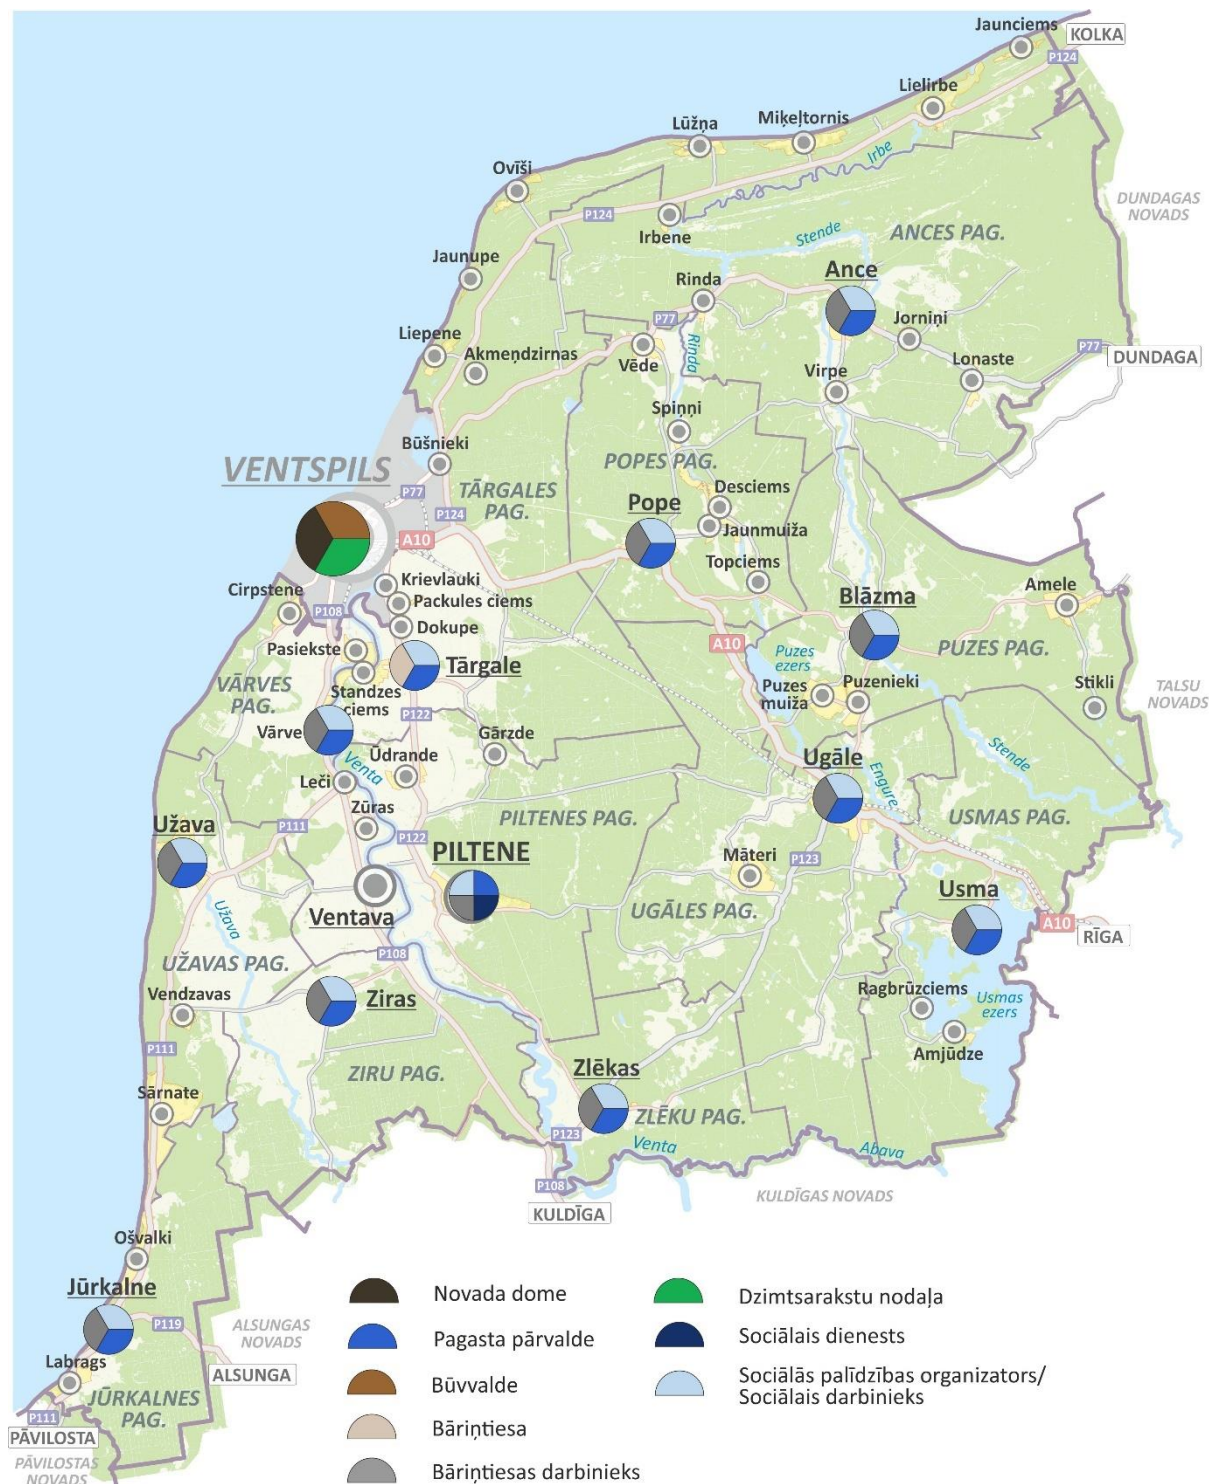 Jaunciems
KOLKA
P124
Lielirbe
Miķeļtornis
Lūžņa
Irbe
Ovīši
DUNDAGAS
NOVADS
P124
Irbene
Stende
ANCES PAG.
Jaunupe
Rinda
Ance
P77
Jorniņi
Liepene
Akmeņdzirnas
Vēde
Rinda
Lonaste
P77
DUNDAGA
Virpe
Spiņņi
Būšnieki
VENTSPILS
POPES PAG.
P77
TĀRGALES
PAG.
Desciems
P124
Pope
Jaunmuiža
A10
Topciems
Krievlauki
Packules ciems
Cirpstene
P108
Dokupe
Blāzma
Amele
A10
PUZES PAG.
Pasiekste
Tārgale
Puzes
ezers
VĀRVES
PAG.
Standzes
ciems
Puzes
muiža
Puzenieki
Stikli
TALSU
NOVADS
P122
Vārve
Gārzde
Stende
Ūdrande
Venta
Leči
Ugāle
Engure
Zūras
PILTENES PAG.
USMAS PAG.
Užava
P111
P122
PILTENE
Māteri
P123
Usma
Ventava
Užava
UGĀLES PAG.
A10
RĪGA
P108
UŽAVAS PAG.
Vendzavas
Ziras
Ragbrūzciems
Usmas
ezers
Amjūdze
P111
ZIRU PAG.
Zlēkas
Sārnate
ZLĒKU PAG.
P123
Venta
Abava
P108
KULDĪGAS NOVADS
KULDĪGA
Ošvalki
Jūrkalne
P119
ALSUNGAS
NOVADS
Labrags
ALSUNGA
JŪRKALNES
PAG.
P111
PĀVILOSTA
PĀVILOSTAS
NOVADS
Novada dome
Pagasta pārvalde
Būvvalde
Bāriņtiesa
Bāriņtiesas darbinieks
Dzimtsarakstu nodaļa
Sociālais dienests
Sociālās palīdzības organizators/
Sociālais darbinieks